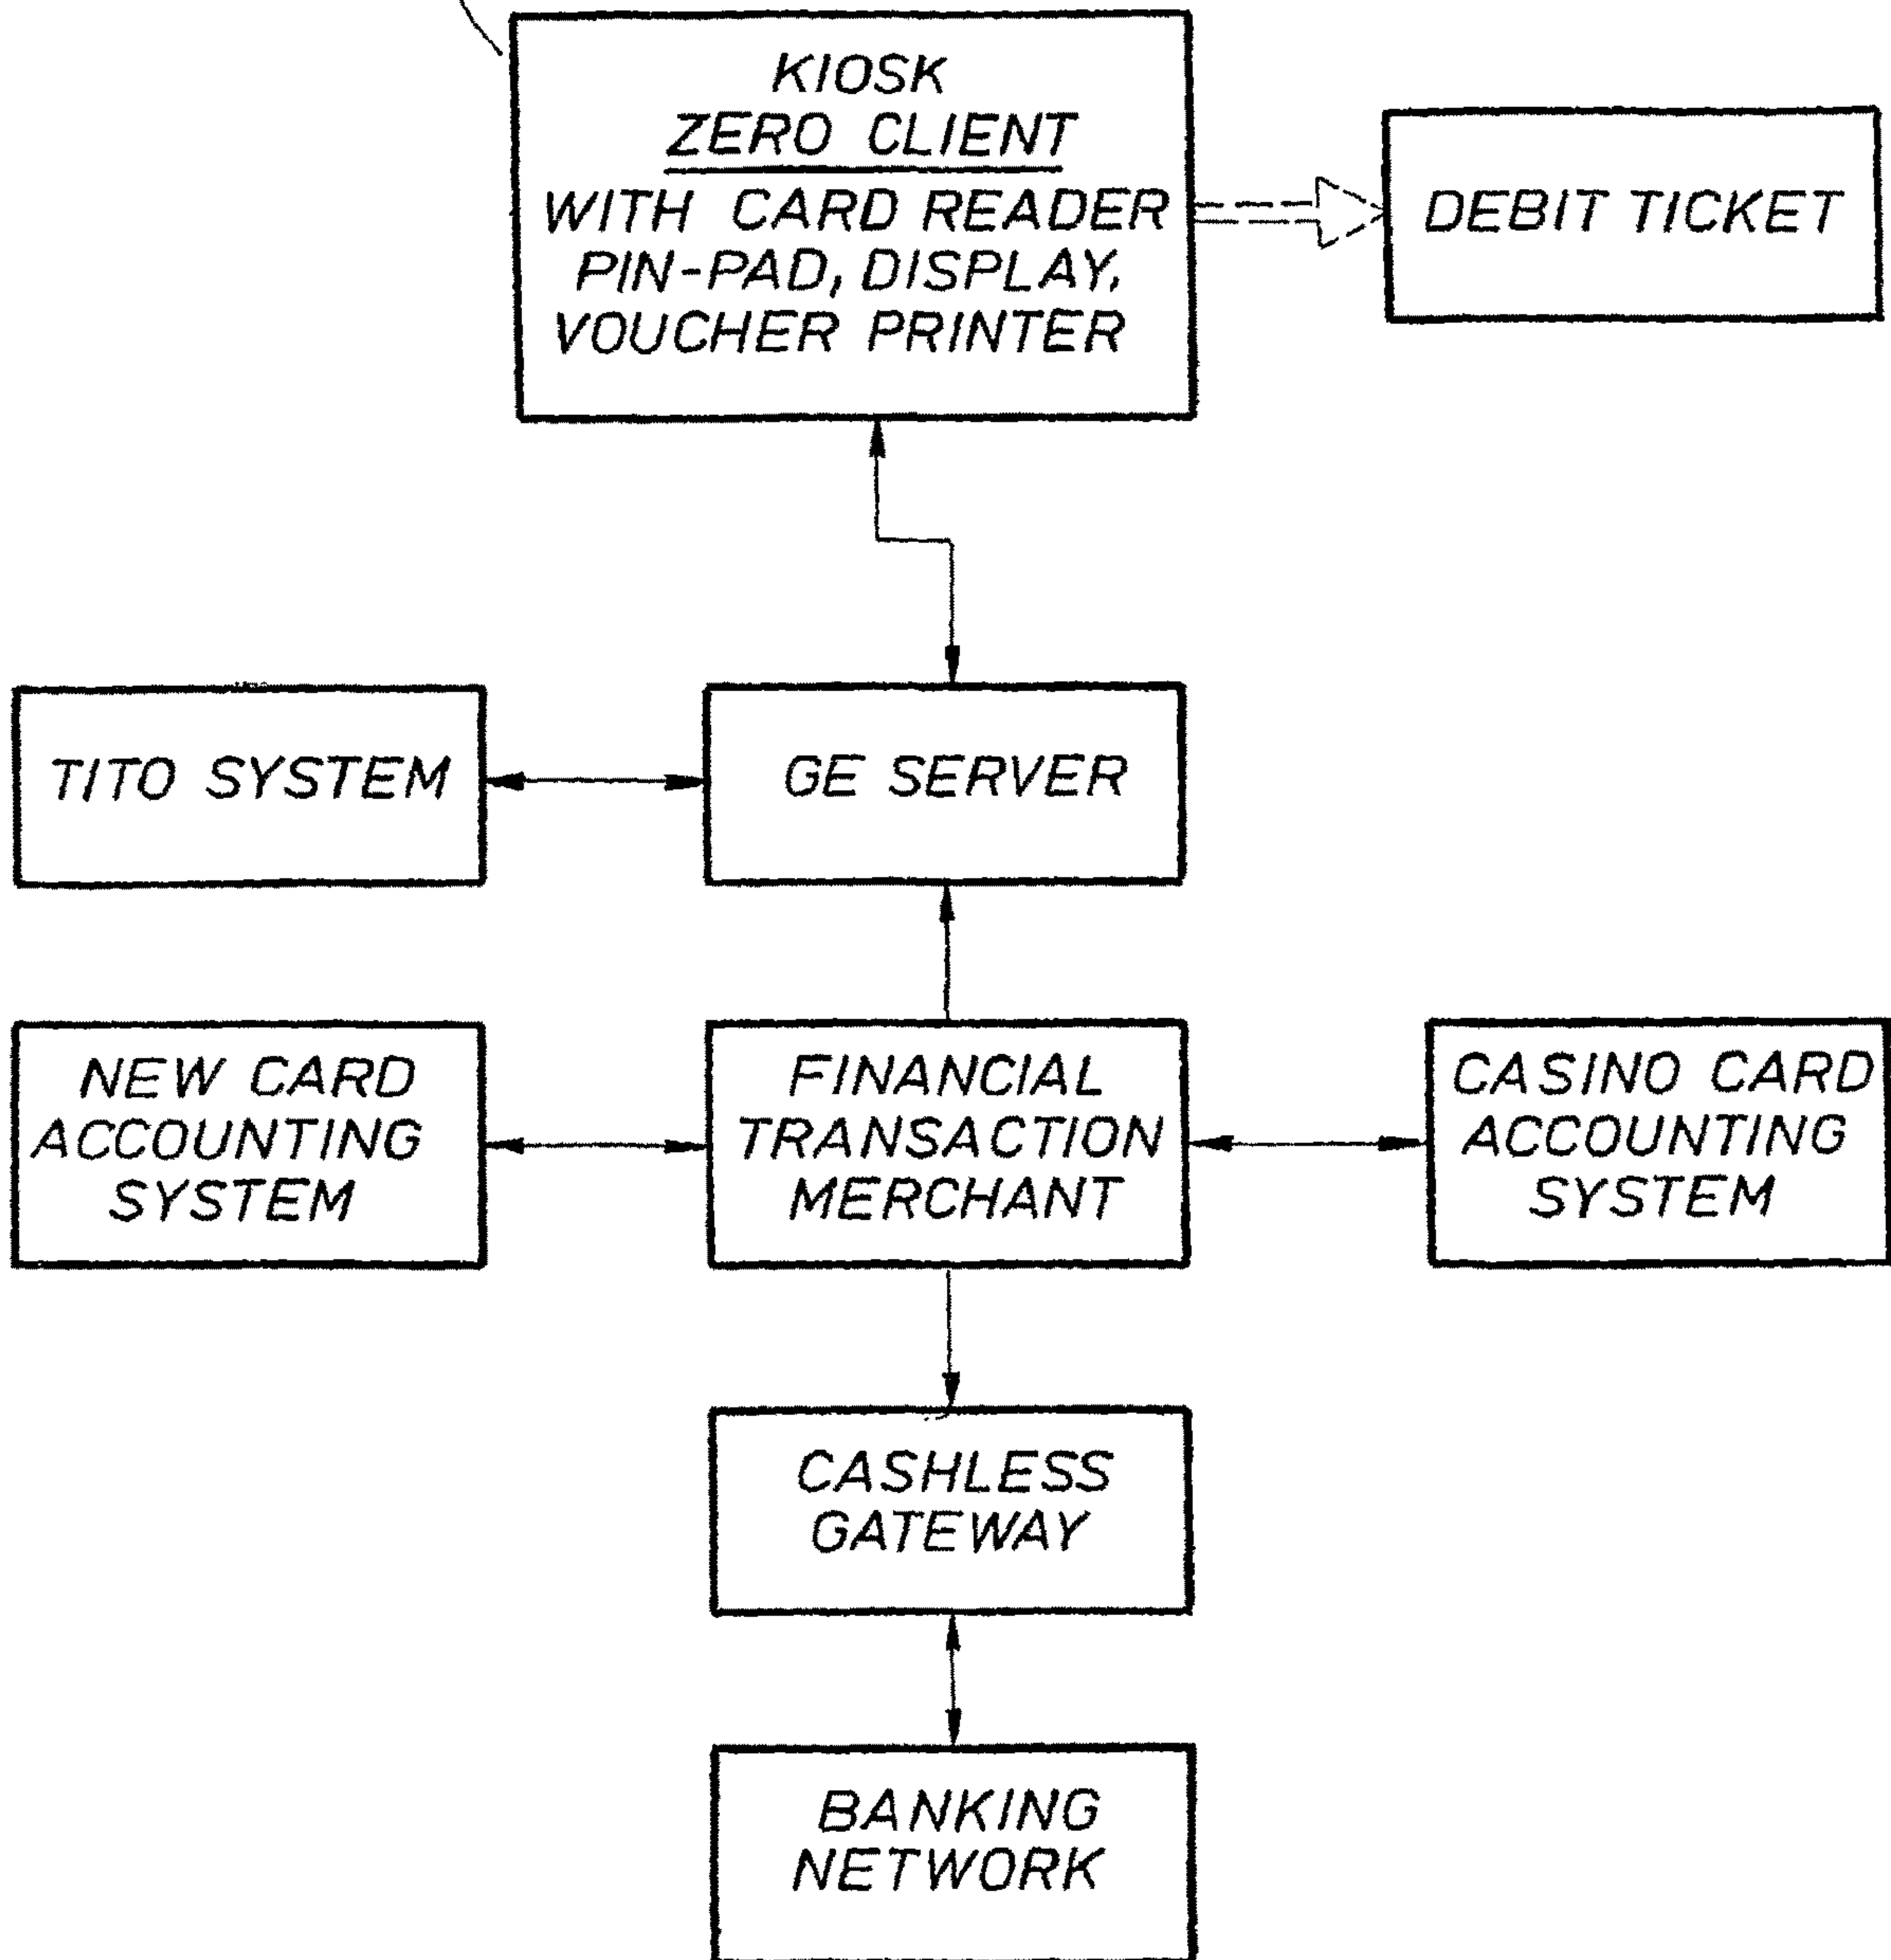 KIOSK
ZERO CLIENT
WITH CARD READER
PIN-PAD, DISPLAY,
VOUCHER PRINTER
DEBIT TICKET
TITO SYSTEM
GE SERVER
NEW CARD
ACCOUNTING
SYSTEM
FINANCIAL
TRANSACTION
MERCHANT
CASINO CARD
ACCOUNTING
SYSTEM
CASHLESS
GATEWAY
BANKING
NETWORK